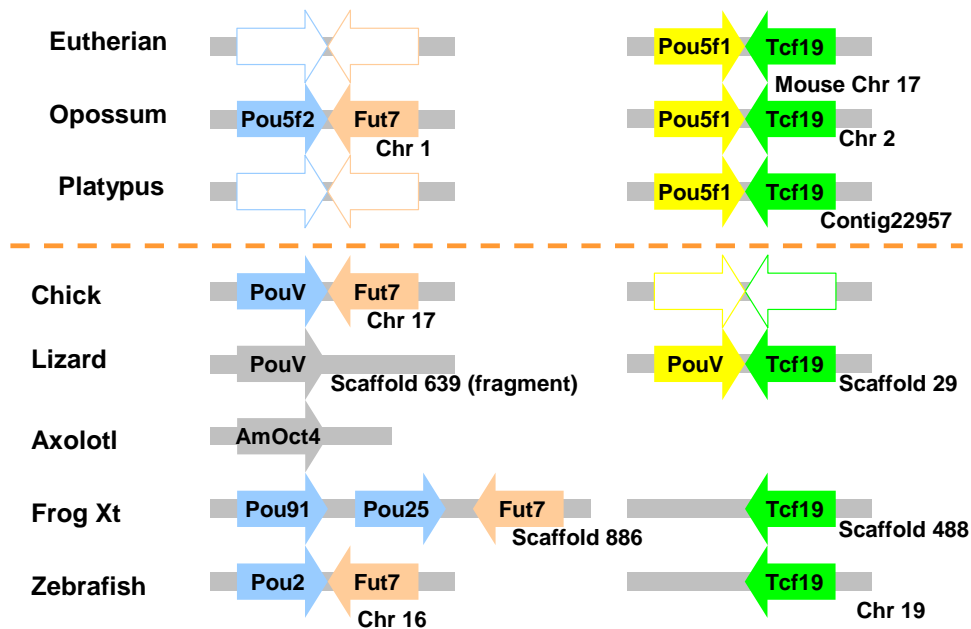 Eutherian
Pou5f1 Tcf19
Mouse Chr 17
Opossum
Pou5f2 Fut7
Chr 1
Pou5f1 Tcf19
Chr 2
Platypus
Pou5f1 Tcf19
Contig22957
Chick
PouV Fut7
Chr 17
Lizard
PouV
Scaffold 639 (fragment)
PouV Tcf19
Scaffold 29
Axolotl
AmOct4
Frog Xt
Pou91 Pou25 Fut7
Scaffold 886
Tcf19
Scaffold 488
Zebrafish
Pou2 Fut7
Chr 16
Tcf19
Chr 19